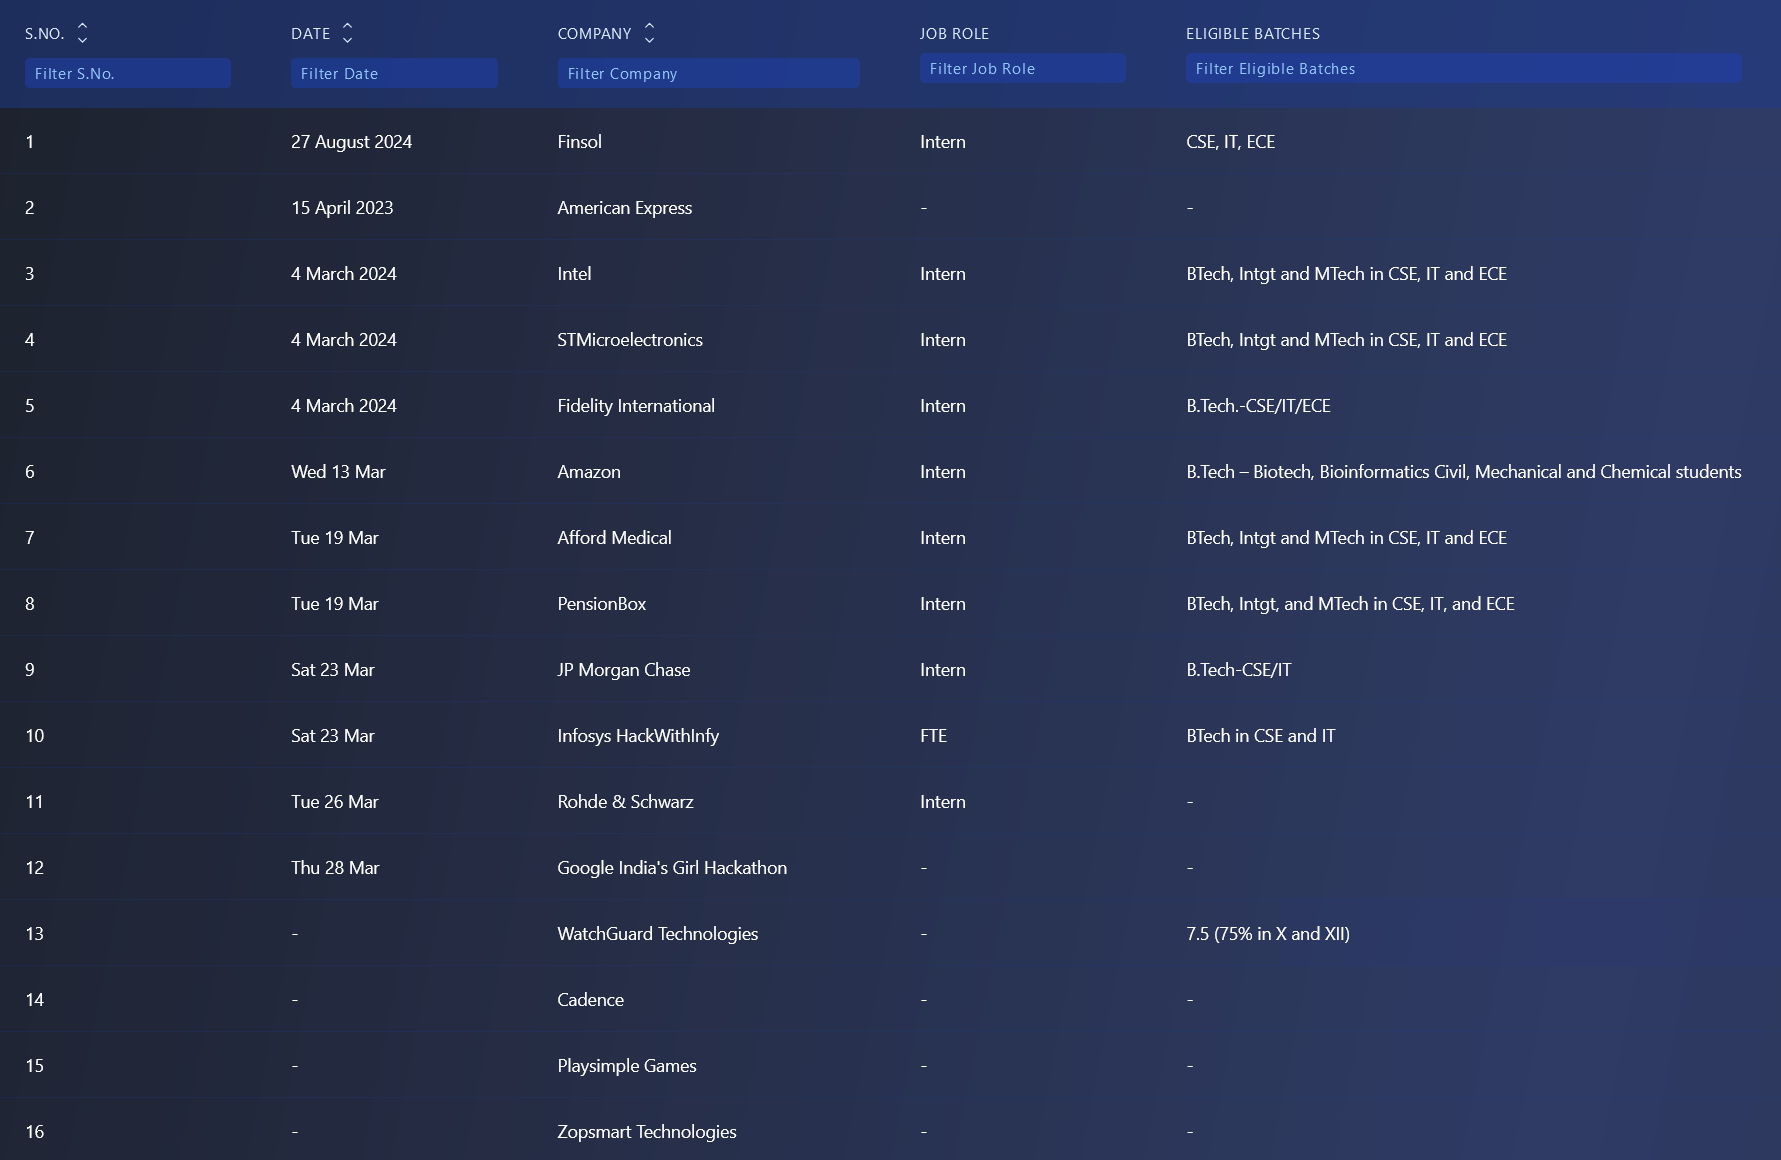 S.NO. DATE COMPANY JOB ROLE ELIGIBLE BATCHES
Filter S.No. Filter Date Filter Company Filter Job Role Filter Eligible Batches
1 27 August 2024 Finsol Intern CSE, IT, ECE
2 15 April 2023 American Express - -
3 4 March 2024 Intel Intern BTech, Intgt and MTech in CSE, IT and ECE
4 4 March 2024 STMicroelectronics Intern BTech, Intgt and MTech in CSE, IT and ECE
5 4 March 2024 Fidelity International Intern B.Tech.-CSE/IT/ECE
6 Wed 13 Mar Amazon Intern B.Tech – Biotech, Bioinformatics Civil, Mechanical and Chemical students
7 Tue 19 Mar Afford Medical Intern BTech, Intgt and MTech in CSE, IT and ECE
8 Tue 19 Mar PensionBox Intern BTech, Intgt, and MTech in CSE, IT, and ECE
9 Sat 23 Mar JP Morgan Chase Intern B.Tech-CSE/IT
10 Sat 23 Mar Infosys HackWithInfy FTE BTech in CSE and IT
11 Tue 26 Mar Rohde & Schwarz Intern -
12 Thu 28 Mar Google India's Girl Hackathon - -
13 - WatchGuard Technologies - 7.5 (75% in X and XII)
14 - Cadence - -
15 - Playsimple Games - -
16 - Zopsmart Technologies - -